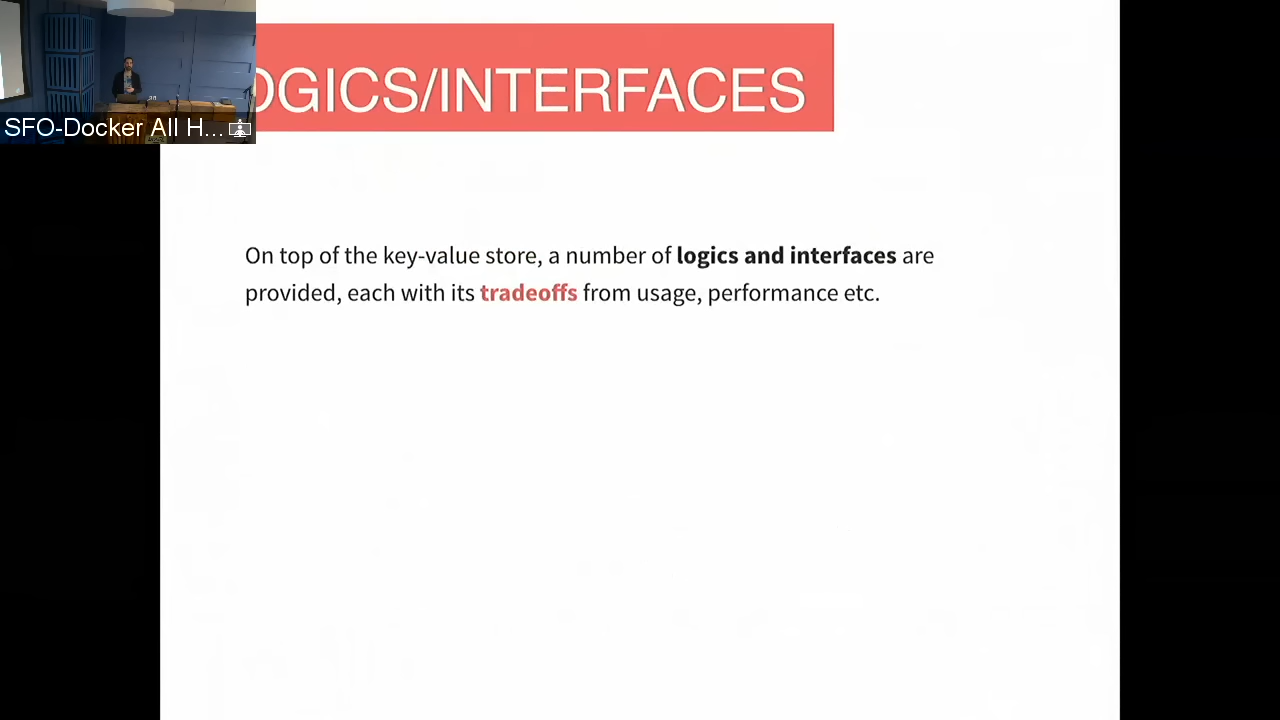 OGICS/INTERFACES
SFO-Docker All H...
On top of the key-value store, a number of logics and interfaces are
provided, each with its tradeoffs from usage, performance etc.